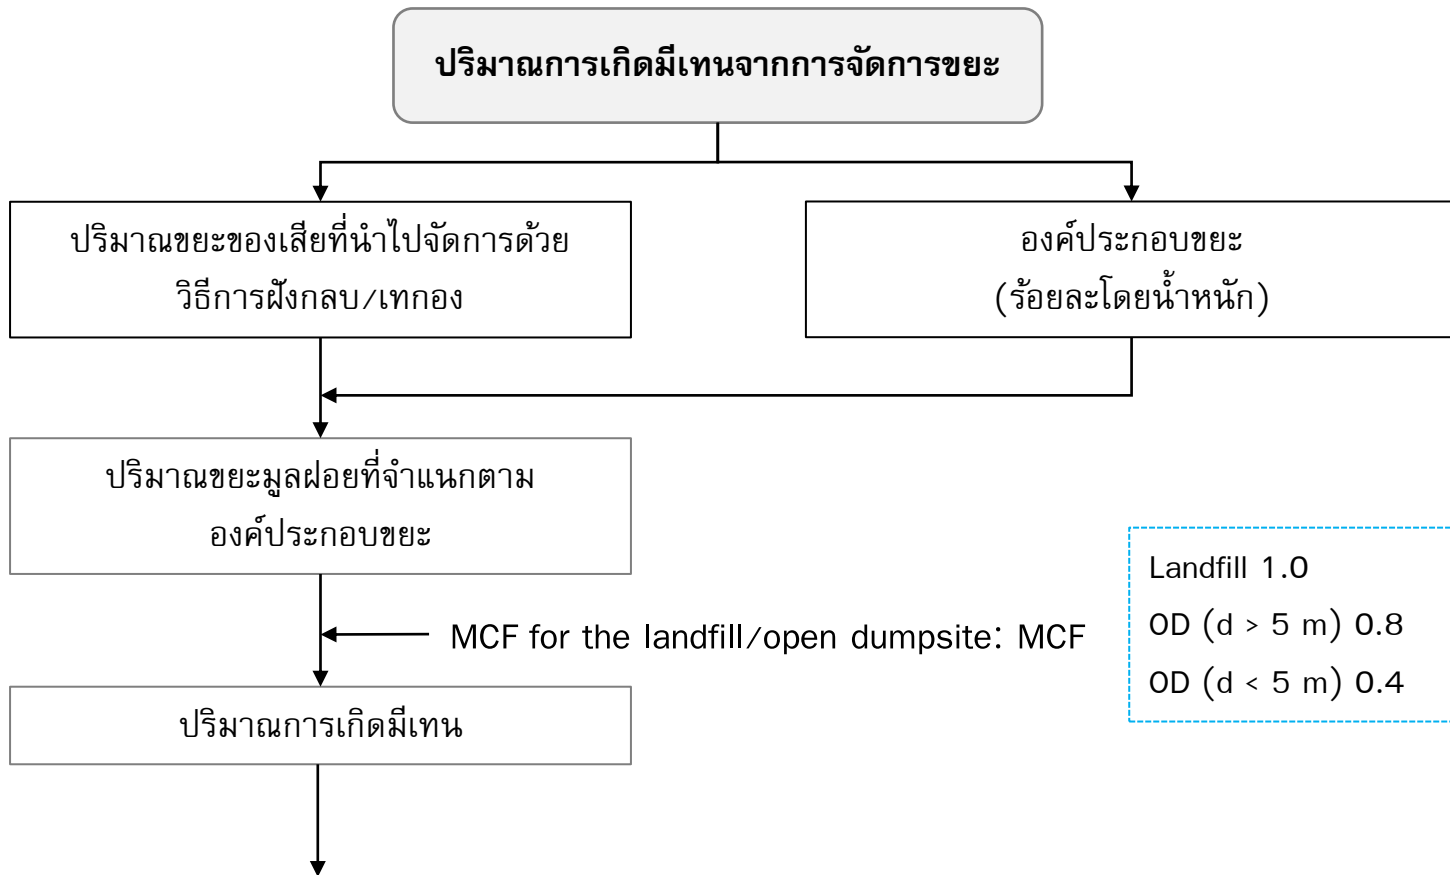 ปริมาณการเกิดมีเทนจากการจัดการขยะ
ปริมาณขยะของเสียที่นำไปจัดการด้วย
วิธีการฝังกลบ/เทกอง
องค์ประกอบขยะ
(ร้อยละโดยน้ำหนัก)
ปริมาณขยะมูลฝอยที่จำแนกตาม
องค์ประกอบขยะ
MCF for the landfill/open dumpsite: MCF
Landfill 1.0
OD (d > 5 m) 0.8
OD (d < 5 m) 0.4
ปริมาณการเกิดมีเทน